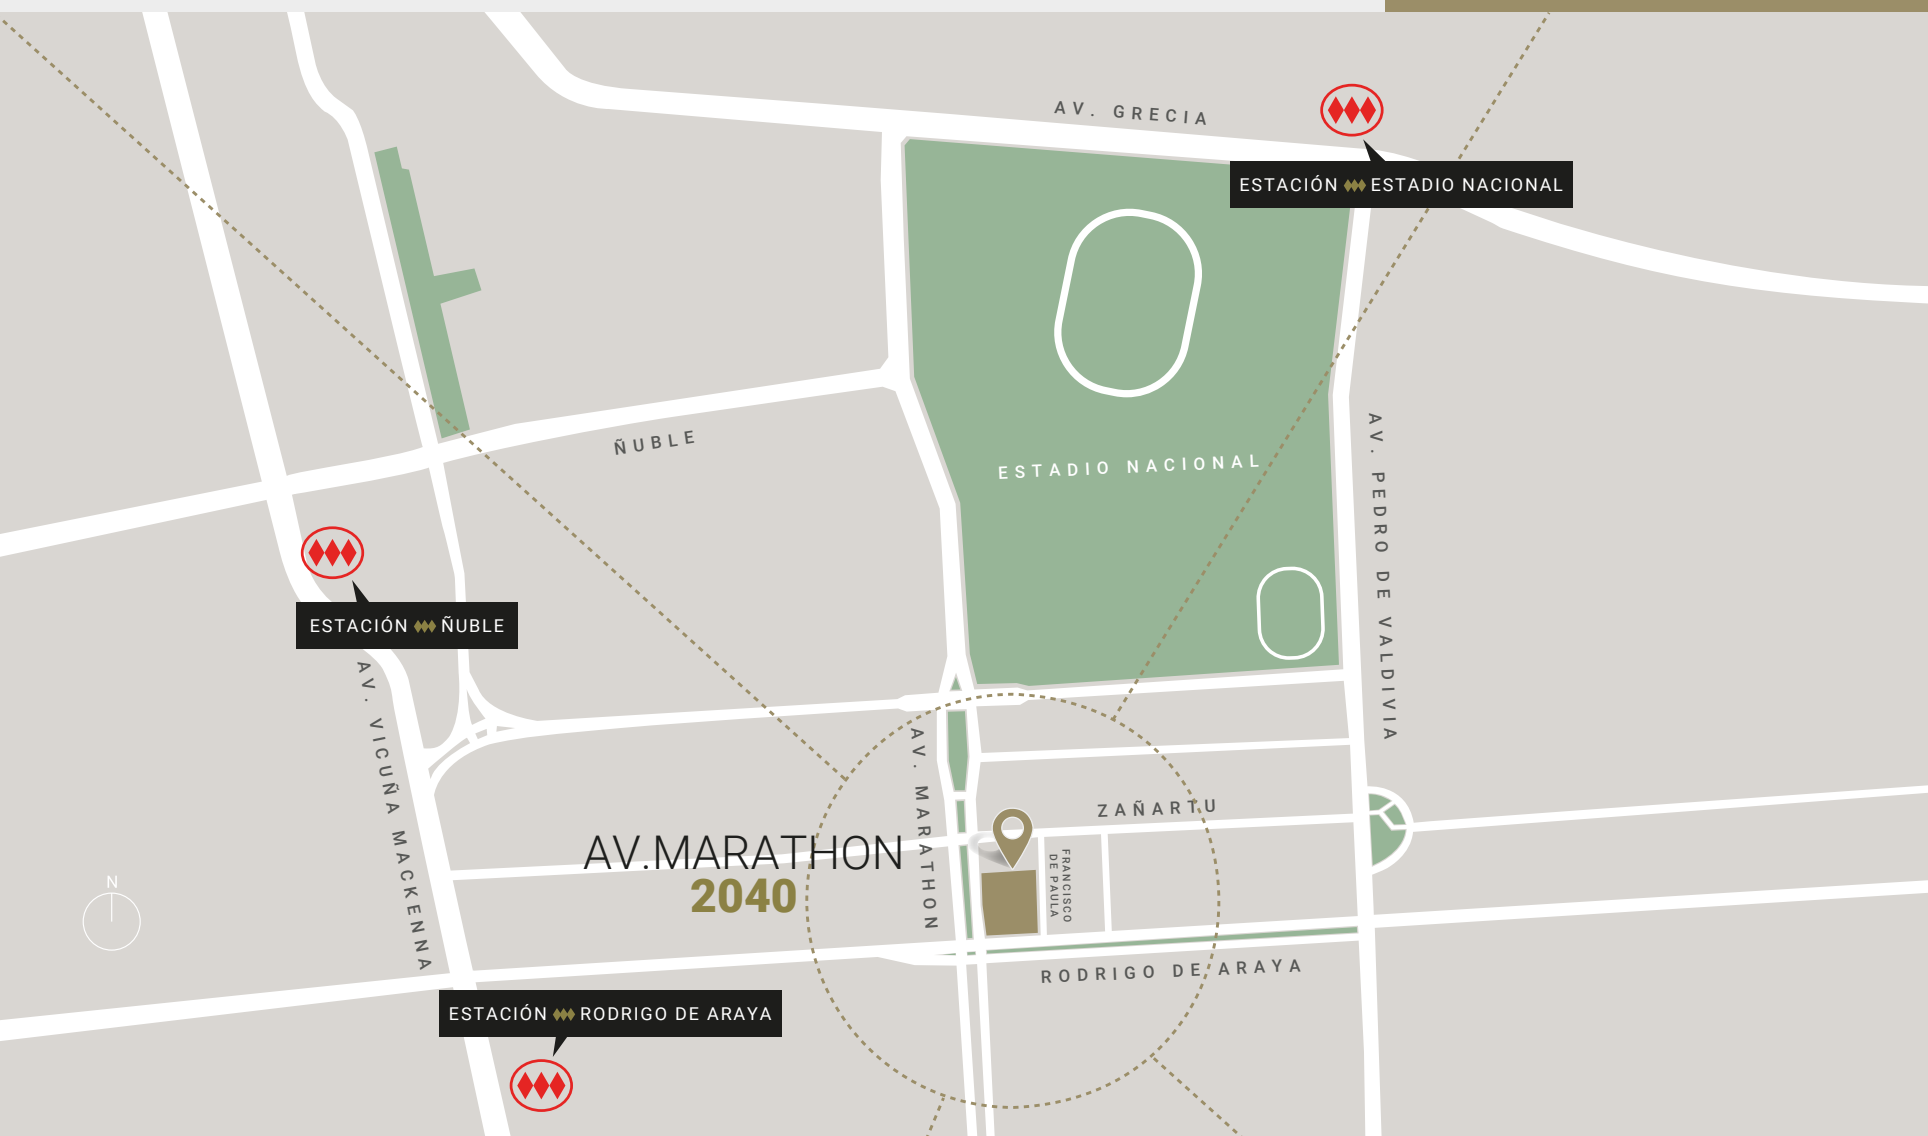 AV. GRECIA
ESTACIÓN ESTADIO NACIONAL
ÑUBLE
ESTADIO NACIONAL
AV. PEDRO DE VALDIVIA
ESTACIÓN ÑUBLE
AV. VICUÑA MACKENNA
AV. MARATHON
ZAÑARTU
AV.MARATHON
2040
FRANCISCO
DE PAULA
N
RODRIGO DE ARAYA
ESTACIÓN RODRIGO DE ARAYA